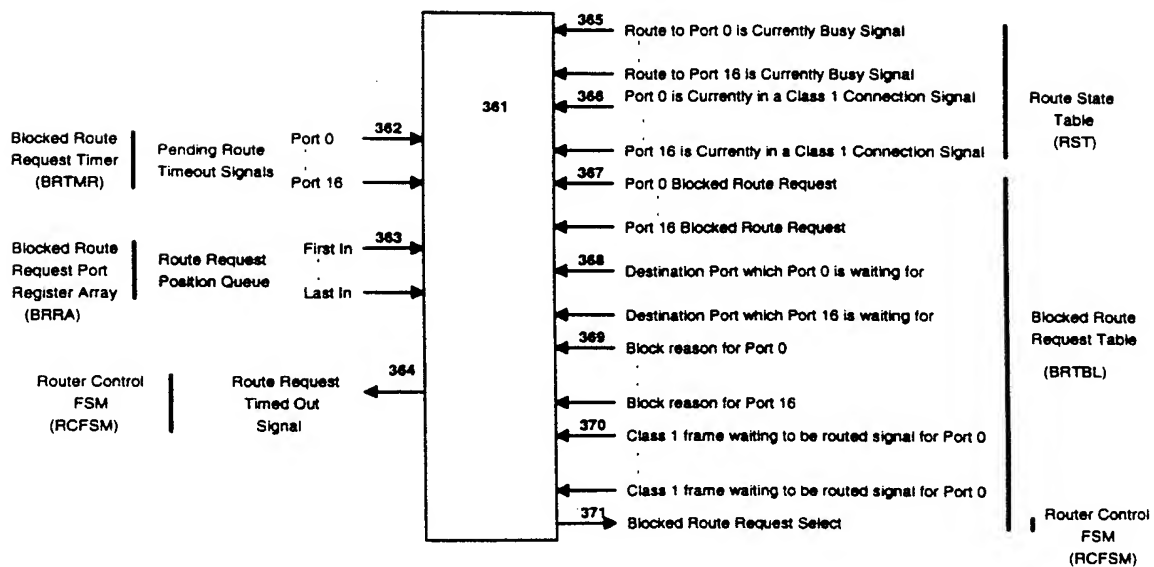 365
Route to Port 0 is Currently Busy Signal
Route to Port 16 is Currently Busy Signal
366
Port 0 is Currently in a Class 1 Connection Signal
Port 16 is Currently in a Class 1 Connection Signal
Route State
Table
(RST)
361
Blocked Route
Request Timer
(BRTMR)
Pending Route
Timeout Signals
Port 0
362
Port 16
367
Port 0 Blocked Route Request
Port 16 Blocked Route Request
Blocked Route
Request Port
Register Array
(BRRA)
Route Request
Position Queue
First In
363
Last In
368
Destination Port which Port 0 is waiting for
Destination Port which Port 16 is waiting for
369
Block reason for Port 0
Block reason for Port 16
Blocked Route
Request Table
(BRTBL)
Router Control
FSM
(RCFSM)
Route Request
Timed Out
Signal
364
370
Class 1 frame waiting to be routed signal for Port 0
Class 1 frame waiting to be routed signal for Port 0
371
Blocked Route Request Select
Router Control
FSM
(RCFSM)